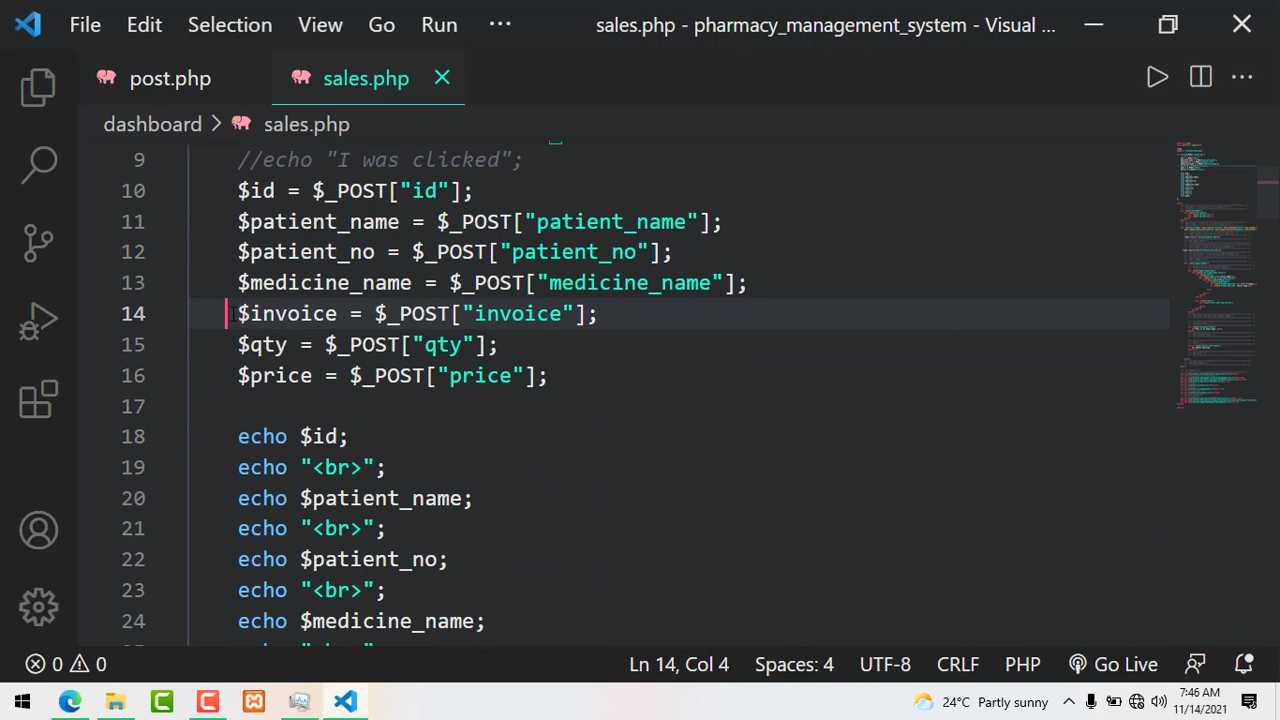 File Edit Selection View Go Run ··· sales.php - pharmacy_management_system - Visual ...
post.php sales.php
dashboard > sales.php
9 //echo "I was clicked";
10 $id = $_POST["id"];
11 $patient_name = $_POST["patient_name"];
12 $patient_no = $_POST["patient_no"];
13 $medicine_name = $_POST["medicine_name"];
14 $invoice = $_POST["invoice"];
15 $qty = $_POST["qty"];
16 $price = $_POST["price"];
17
18 echo $id;
19 echo "<br>";
20 echo $patient_name;
21 echo "<br>";
22 echo $patient_no;
23 echo "<br>";
24 echo $medicine_name;
0 0 Ln 14, Col 4 Spaces: 4 UTF-8 CRLF PHP Go Live
24°C Partly sunny 7:46 AM
11/14/2021